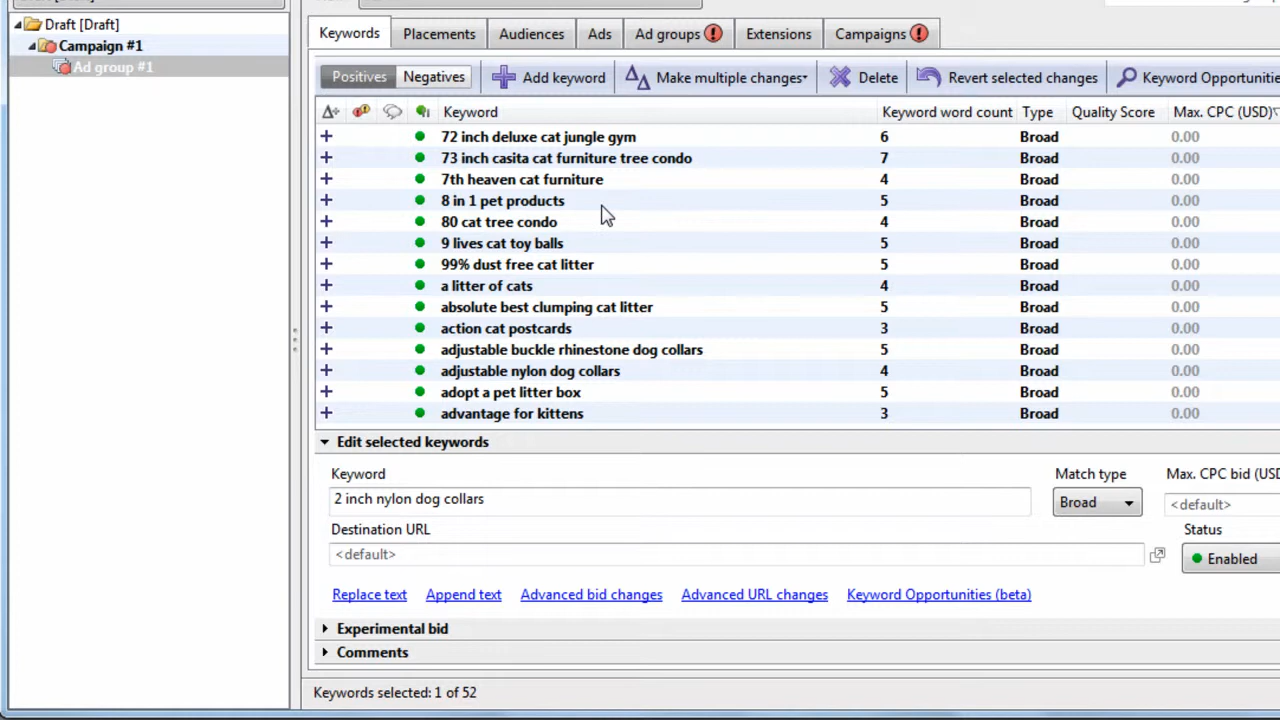 Draft [Draft]
Campaign #1
Ad group #1
Keywords Placements Audiences Ads Ad groups Extensions Campaigns
Positives Negatives Add keyword Make multiple changes Delete Revert selected changes Keyword Opportunitie
Keyword Keyword word count Type Quality Score Max. CPC (USD)
72 inch deluxe cat jungle gym 6 Broad 0.00
73 inch casita cat furniture tree condo 7 Broad 0.00
7th heaven cat furniture 4 Broad 0.00
8 in 1 pet products 5 Broad 0.00
80 cat tree condo 4 Broad 0.00
9 lives cat toy balls 5 Broad 0.00
99% dust free cat litter 5 Broad 0.00
a litter of cats 4 Broad 0.00
absolute best clumping cat litter 5 Broad 0.00
action cat postcards 3 Broad 0.00
adjustable buckle rhinestone dog collars 5 Broad 0.00
adjustable nylon dog collars 4 Broad 0.00
adopt a pet litter box 5 Broad 0.00
advantage for kittens 3 Broad 0.00
Edit selected keywords
Keyword Match type Max. CPC bid (USD
2 inch nylon dog collars Broad <default>
Destination URL Status
<default> Enabled
Replace text Append text Advanced bid changes Advanced URL changes Keyword Opportunities (beta)
Experimental bid
Comments
Keywords selected: 1 of 52